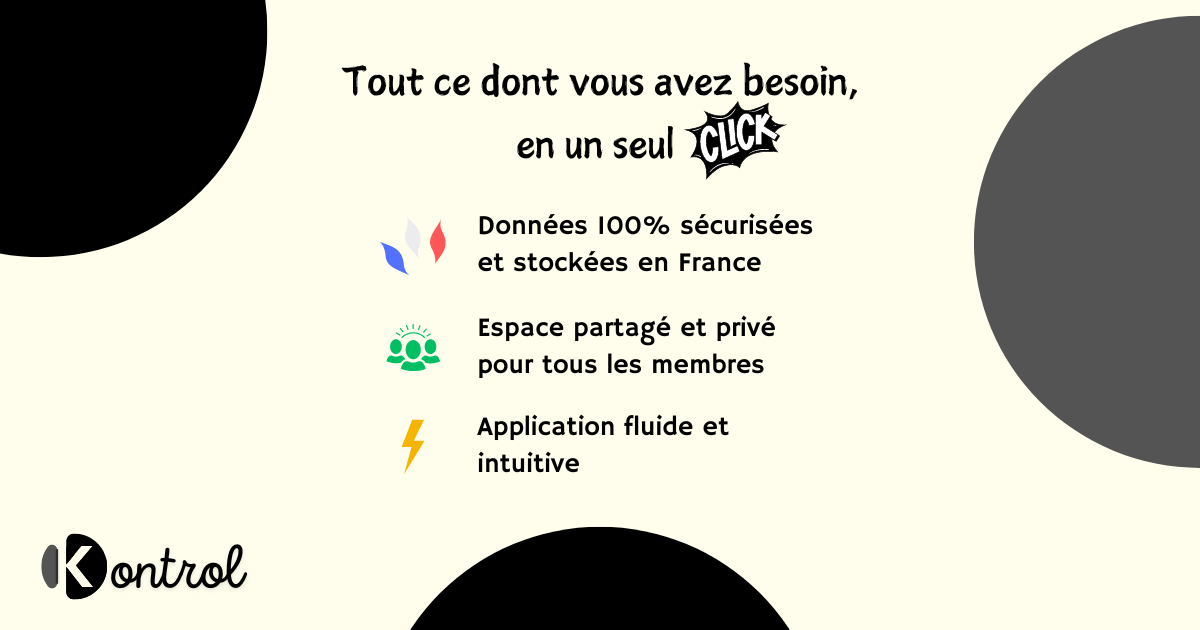 Tout ce dont vous avez besoin,
en un seul CLICK
Données 100% sécurisées
et stockées en France
Espace partagé et privé
pour tous les membres
Application fluide et
intuitive
Kontrol